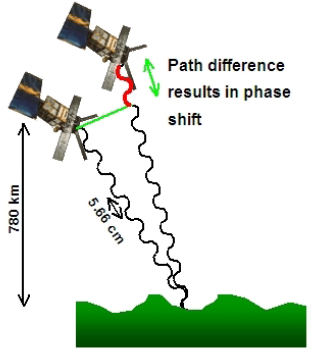 Path difference
results in phase
shift
5.66 cm
780 km